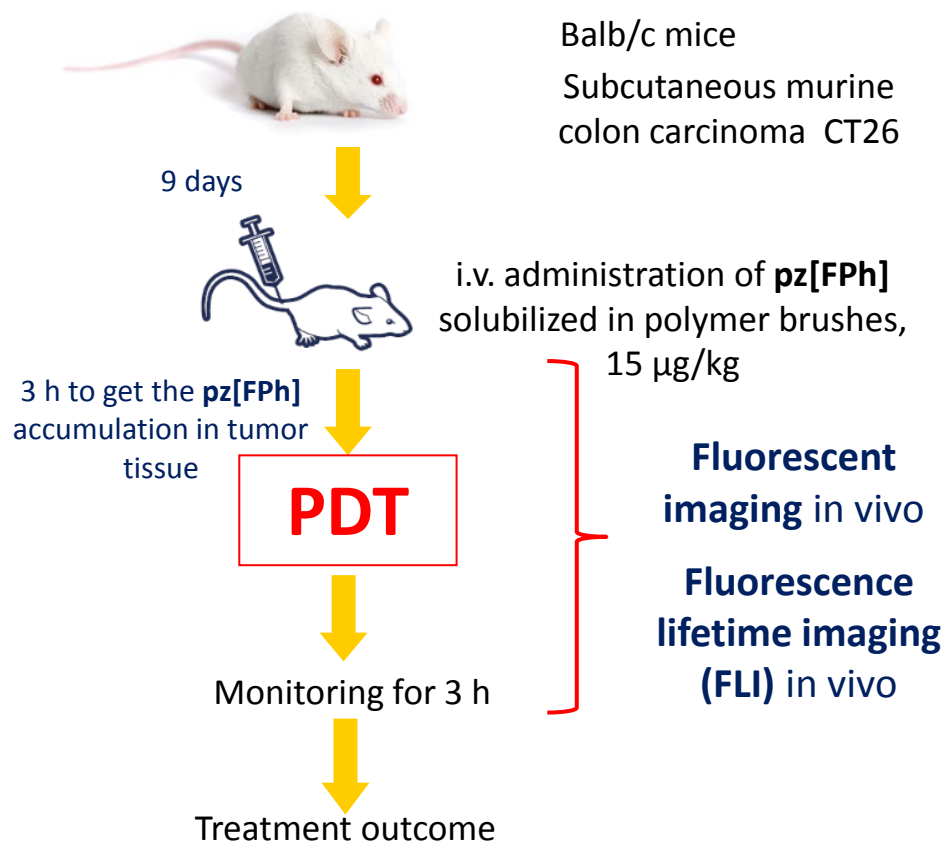 Balb/c mice
Subcutaneous murine
colon carcinoma CT26
9 days
i.v. administration of pz[FPh]
solubilized in polymer brushes,
15 µg/kg
3 h to get the pz[FPh]
accumulation in tumor
tissue
PDT
Fluorescent
imaging in vivo
Fluorescence
lifetime imaging
(FLI) in vivo
Monitoring for 3 h
Treatment outcome